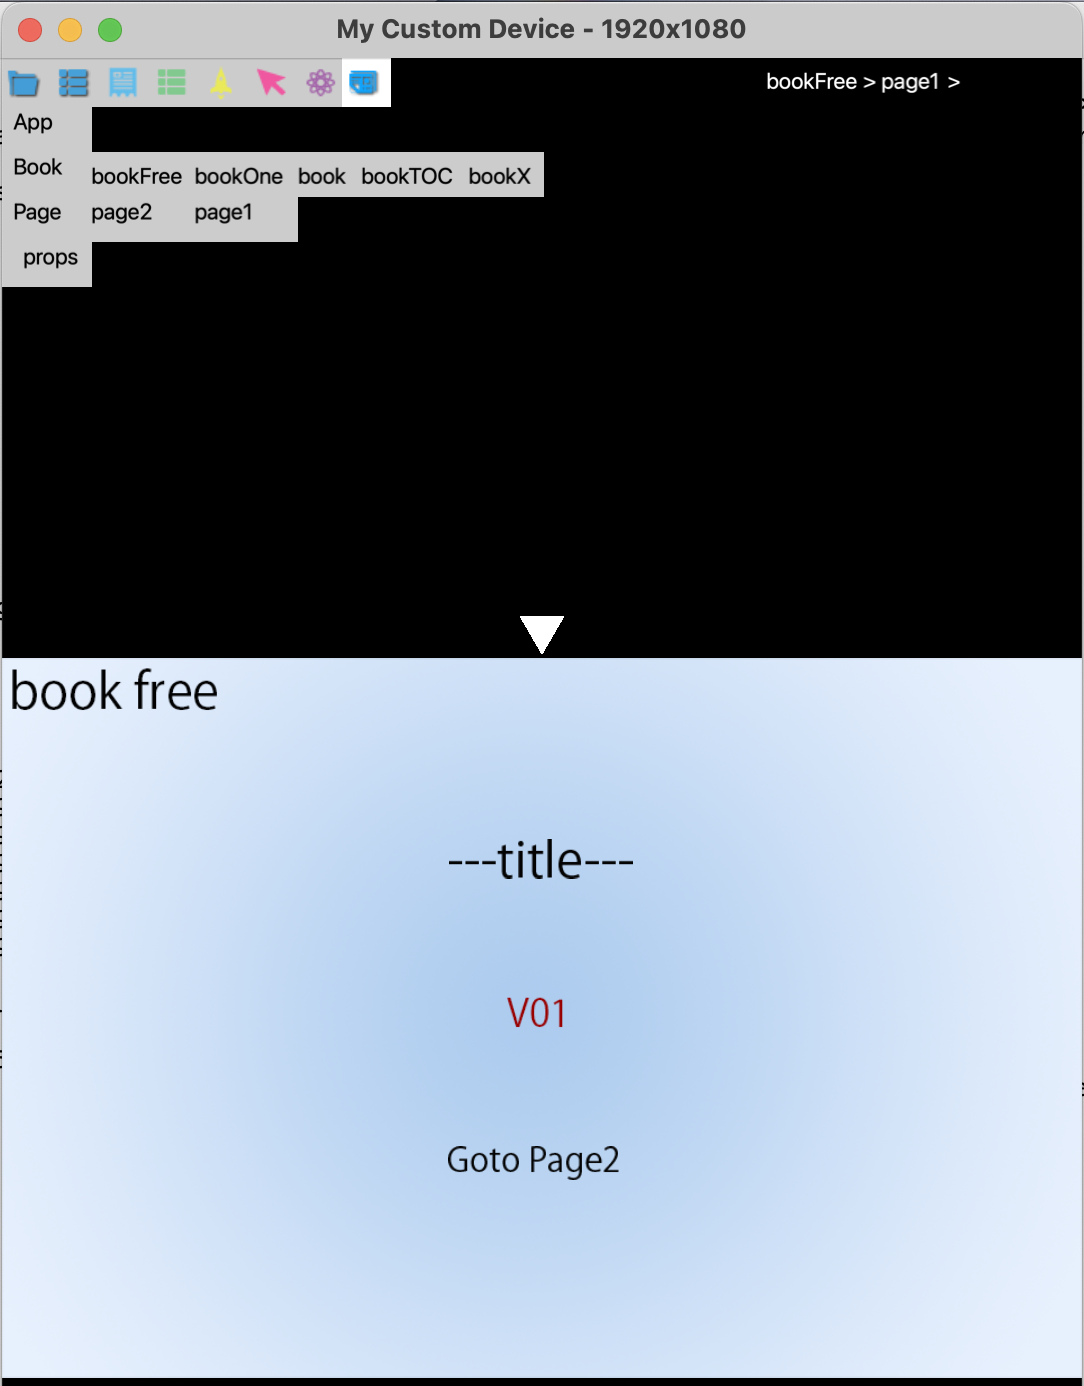 My Custom Device - 1920x1080
bookFree > page1 >
App
Book
bookFree bookOne book bookTOC bookX
Page page2 page1
props
book free
---title---
V01
Goto Page2